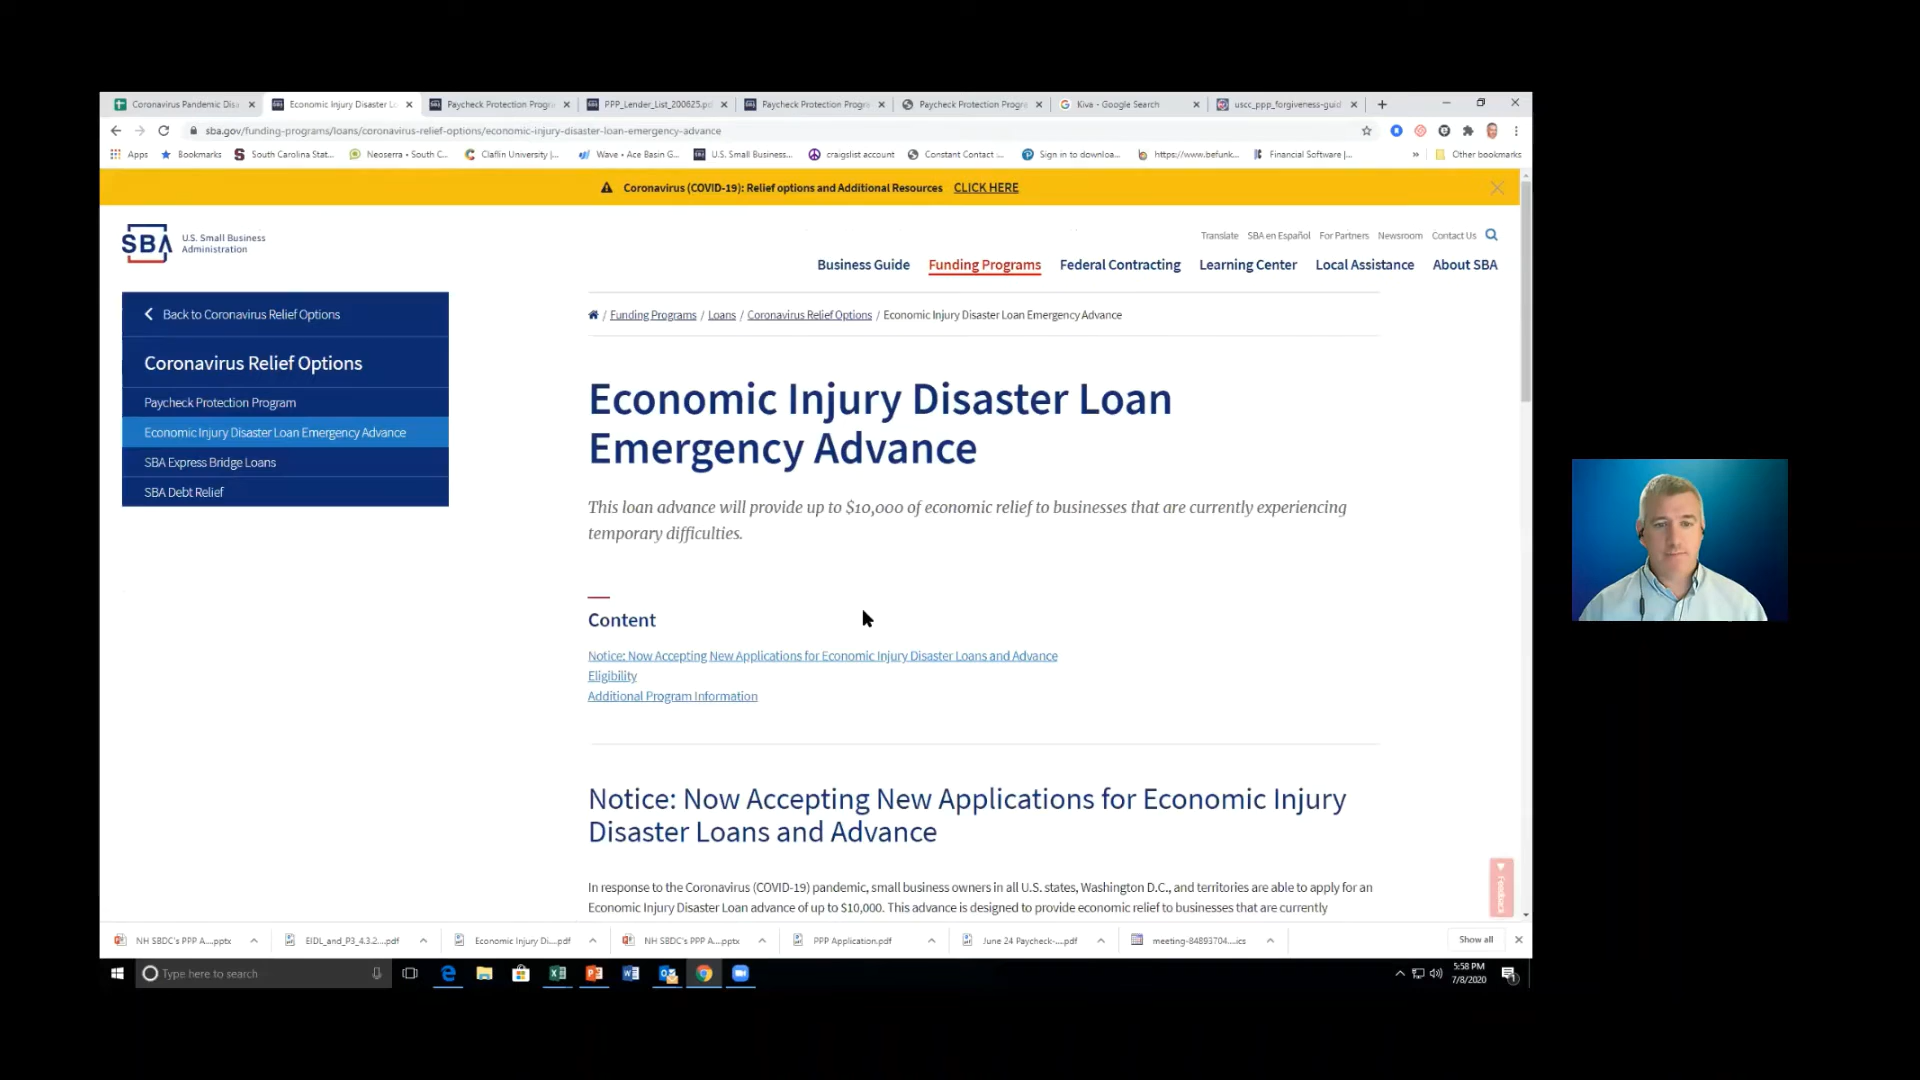 Coronavirus Pandemic Disa
Economic Injury Disaster Lo
Paycheck Protection Progra
PPP_Lender_List_200625.pd
Paycheck Protection Progra
Paycheck Protection Progra
Kiva - Google Search
uscc_ppp_forgiveness-guid
sba.gov/funding-programs/loans/coronavirus-relief-options/economic-injury-disaster-loan-emergency-advance
Apps
Bookmarks
South Carolina Stat...
Neoserra • South C...
Claflin University |...
Wave • Ace Basin G...
U.S. Small Business...
craigslist account
Constant Contact :...
Sign in to downloa...
https://www.befunk...
Financial Software |...
»
Other bookmarks
Coronavirus (COVID-19): Relief options and Additional Resources CLICK HERE
SBA
U.S. Small Business
Administration
Translate SBA en Español For Partners Newsroom Contact Us
Business Guide Funding Programs Federal Contracting Learning Center Local Assistance About SBA
Back to Coronavirus Relief Options
Coronavirus Relief Options
Paycheck Protection Program
Economic Injury Disaster Loan Emergency Advance
SBA Express Bridge Loans
SBA Debt Relief
/ Funding Programs / Loans / Coronavirus Relief Options / Economic Injury Disaster Loan Emergency Advance
Economic Injury Disaster Loan
Emergency Advance
This loan advance will provide up to $10,000 of economic relief to businesses that are currently experiencing
temporary difficulties.
Content
Notice: Now Accepting New Applications for Economic Injury Disaster Loans and Advance
Eligibility
Additional Program Information
Notice: Now Accepting New Applications for Economic Injury
Disaster Loans and Advance
In response to the Coronavirus (COVID-19) pandemic, small business owners in all U.S. states, Washington D.C., and territories are able to apply for an
Economic Injury Disaster Loan advance of up to $10,000. This advance is designed to provide economic relief to businesses that are currently
Feedback
NH SBDC's PPP A....pptx
EIDL_and_P3_4.3.2....pdf
Economic Injury Di....pdf
NH SBDC's PPP A....pptx
PPP Application.pdf
June 24 Paycheck-....pdf
meeting-84893704....ics
Show all
Type here to search
5:58 PM
7/8/2020
1